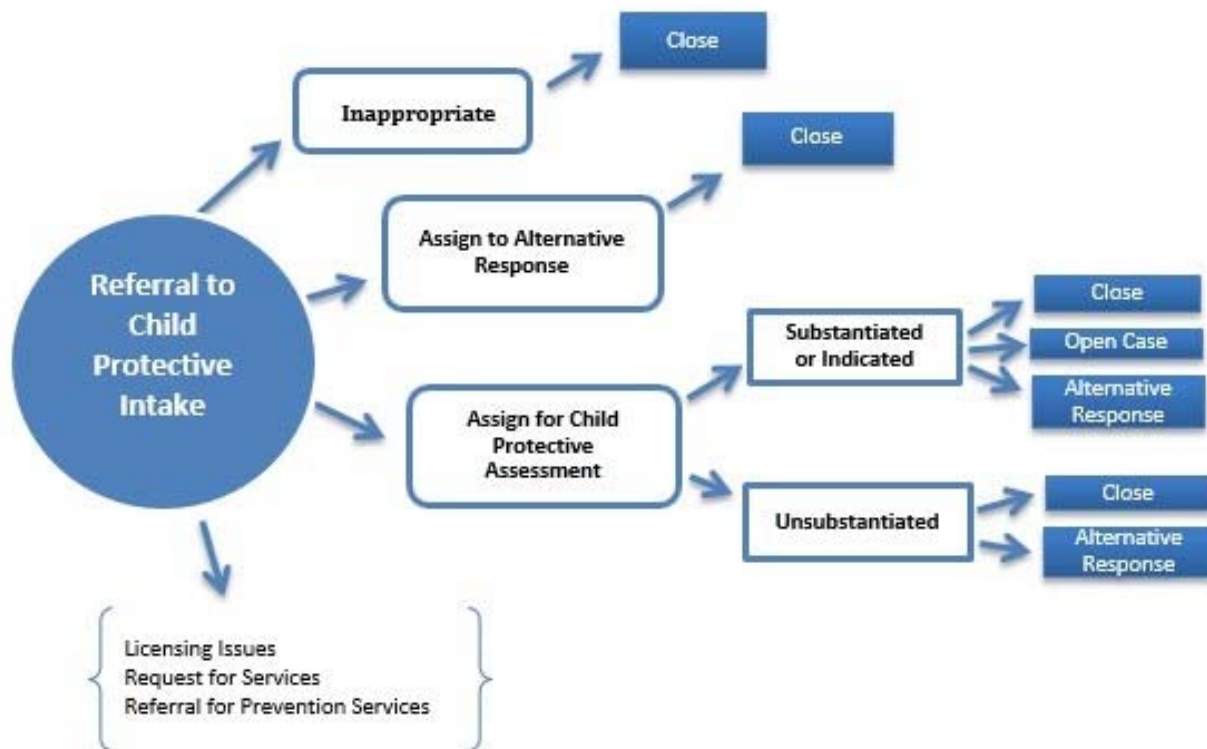 Close
Inappropriate
Close
Assign to Alternative
Response
Referral to
Child
Protective
Intake
Assign for Child
Protective
Assessment
Substantiated
or Indicated
Close
Open Case
Alternative
Response
Unsubstantiated
Close
Alternative
Response
Licensing Issues
Request for Services
Referral for Prevention Services